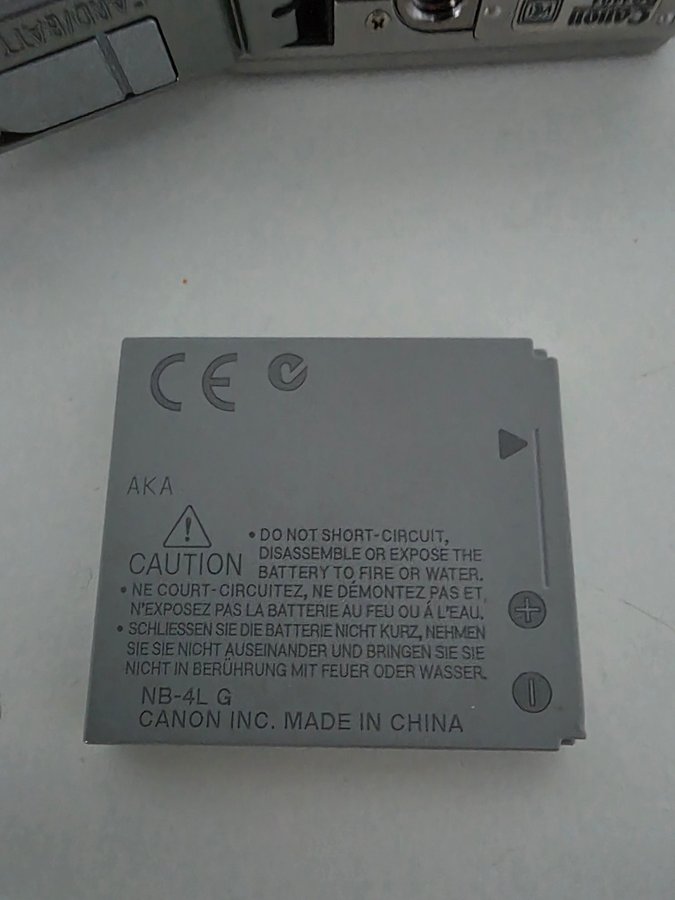 CARD/BATT
Canon
CE
AKA
CAUTION
• DO NOT SHORT-CIRCUIT,
DISASSEMBLE OR EXPOSE THE
BATTERY TO FIRE OR WATER.
• NE COURT-CIRCUITEZ, NE DÉMONTEZ PAS ET
N'EXPOSEZ PAS LA BATTERIE AU FEU OU Á L'EAU.
• SCHLIESSEN SIE DIE BATTERIE NICHT KURZ, NEHMEN
SIE SIE NICHT AUSEINANDER UND BRINGEN SIE SIE
NICHT IN BERÜHRUNG MIT FEUER ODER WASSER.
NB-4L G
CANON INC. MADE IN CHINA